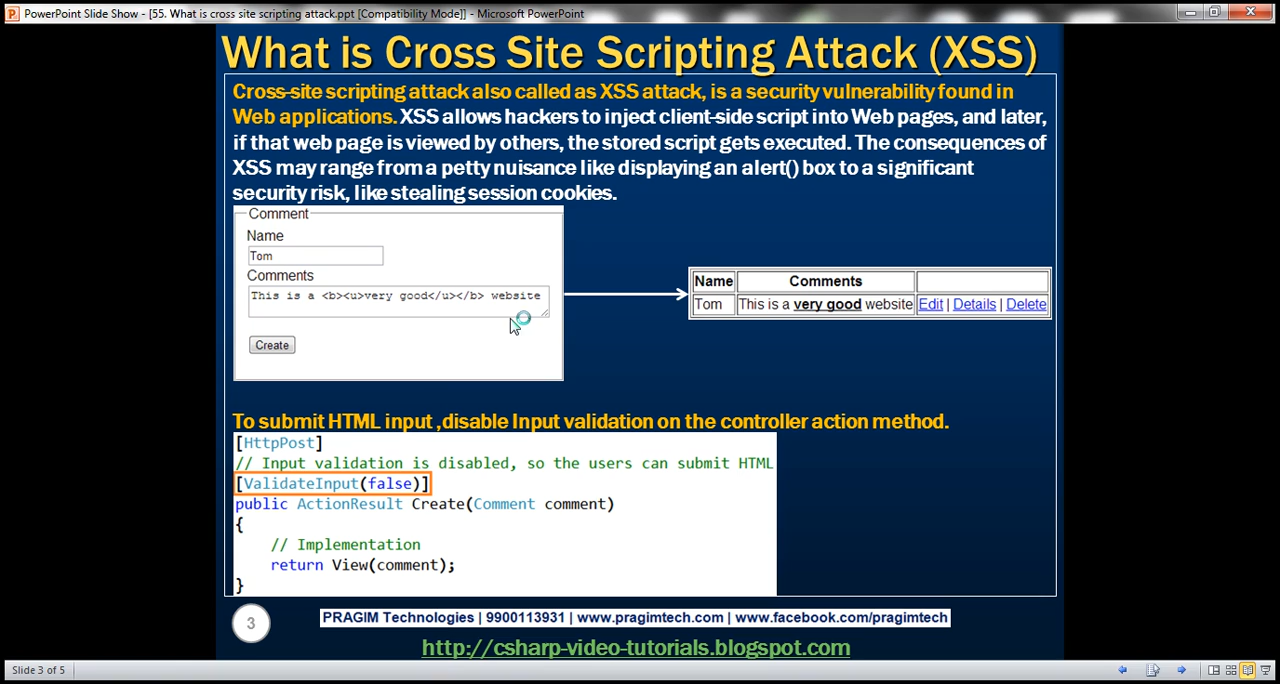 PowerPoint Slide Show - [55. What is cross site scripting attack.ppt [Compatibility Mode]] - Microsoft PowerPoint
What is Cross Site Scripting Attack (XSS)
Cross-site scripting attack also called as XSS attack, is a security vulnerability found in
Web applications. XSS allows hackers to inject client-side script into Web pages, and later,
if that web page is viewed by others, the stored script gets executed. The consequences of
XSS may range from a petty nuisance like displaying an alert() box to a significant
security risk, like stealing session cookies.
Comment
Name
Tom
Comments
This is a <b><u>very good</u></b> website
Create
Name Comments
Tom This is a very good website Edit | Details | Delete
To submit HTML input ,disable Input validation on the controller action method.
[HttpPost]
// Input validation is disabled, so the users can submit HTML
[ValidateInput(false)]
public ActionResult Create(Comment comment)
{
// Implementation
return View(comment);
}
3
PRAGIM Technologies | 9900113931 | www.pragimtech.com | www.facebook.com/pragimtech
http://csharp-video-tutorials.blogspot.com
Slide 3 of 5